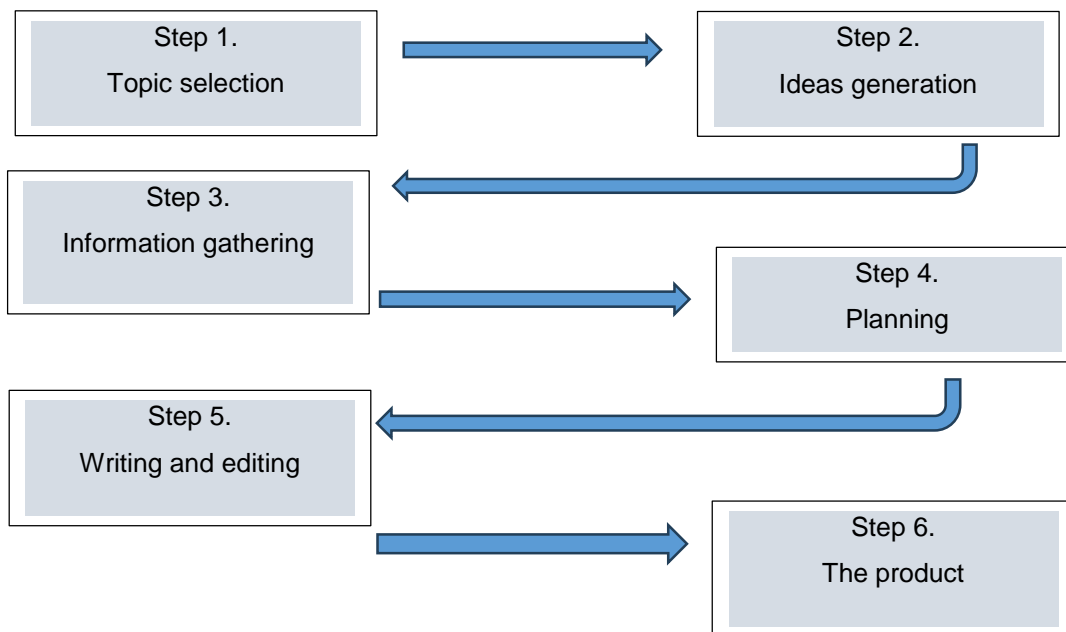 Step 1.
Topic selection
Step 2.
Ideas generation
Step 3.
Information gathering
Step 4.
Planning
Step 5.
Writing and editing
Step 6.
The product